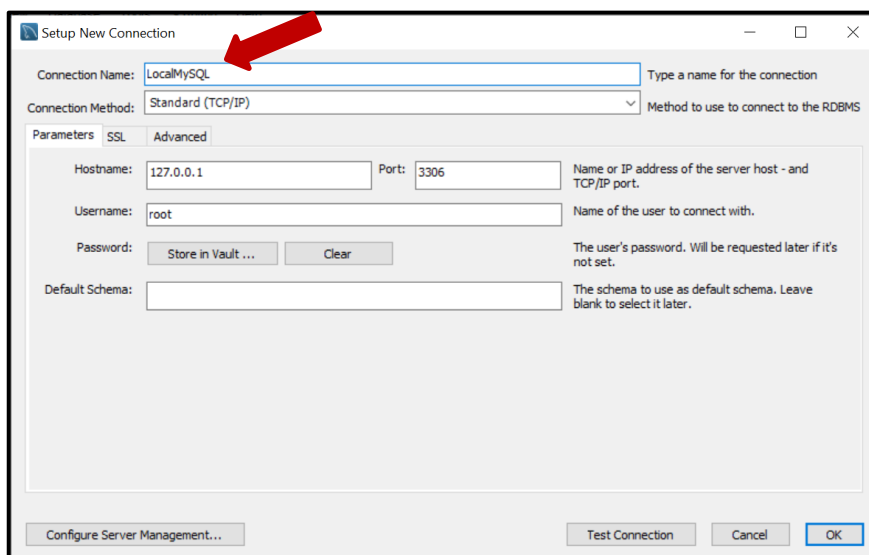 Setup New Connection
Connection Name: LocalMySQL Type a name for the connection
Connection Method: Standard (TCP/IP) Method to use to connect to the RDBMS
Parameters SSL Advanced
Hostname: 127.0.0.1 Port: 3306 Name or IP address of the server host - and
TCP/IP port.
Username: root Name of the user to connect with.
Password: Store in Vault ... Clear The user's password. Will be requested later if it's
not set.
Default Schema: The schema to use as default schema. Leave
blank to select it later.
Configure Server Management... Test Connection Cancel OK